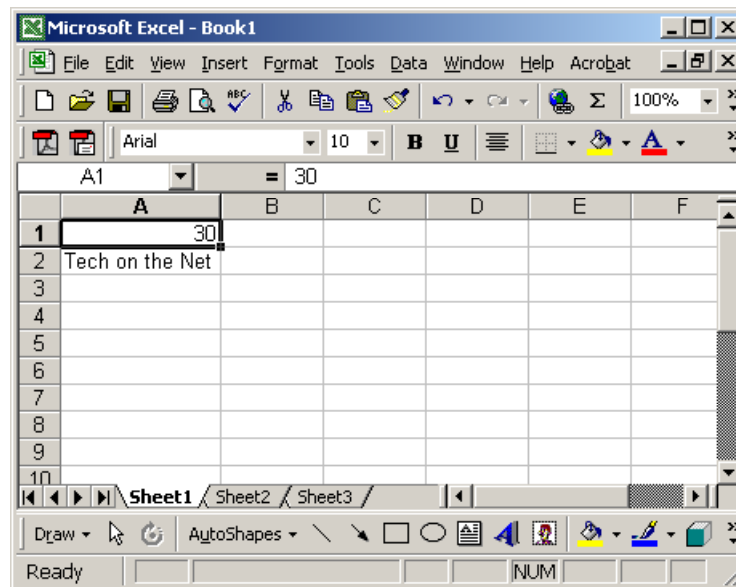 Microsoft Excel - Book1
File Edit View Insert Format Tools Data Window Help Acrobat
ABC Σ 100%
Arial 10 B U A
A1 = 30
A B C D E F
1 30
2 Tech on the Net
3
4
5
6
7
8
9
10
Sheet1 Sheet2 Sheet3
Draw AutoShapes A
Ready NUM